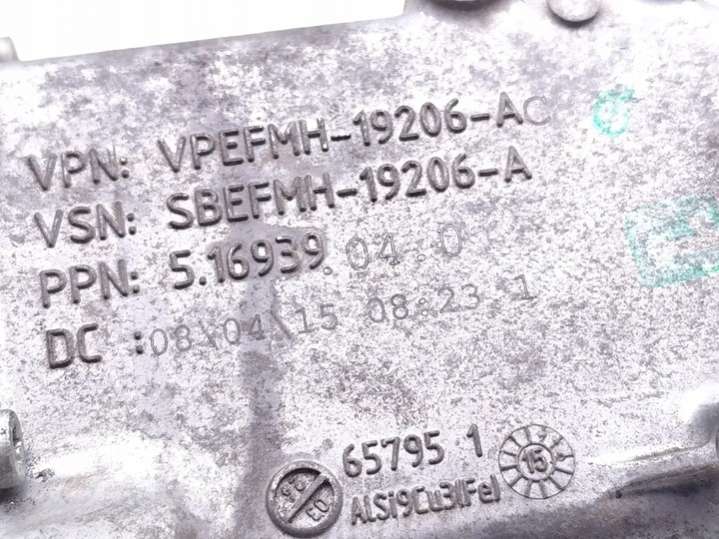 VPN: VPEFMH-19206-AC
VSN: SBEFMH-19206-A
PPN: 5.16939.04.0
DC :08\04\15 08:23 1
65795 1
AlSi9Cu3(Fe)
15
03